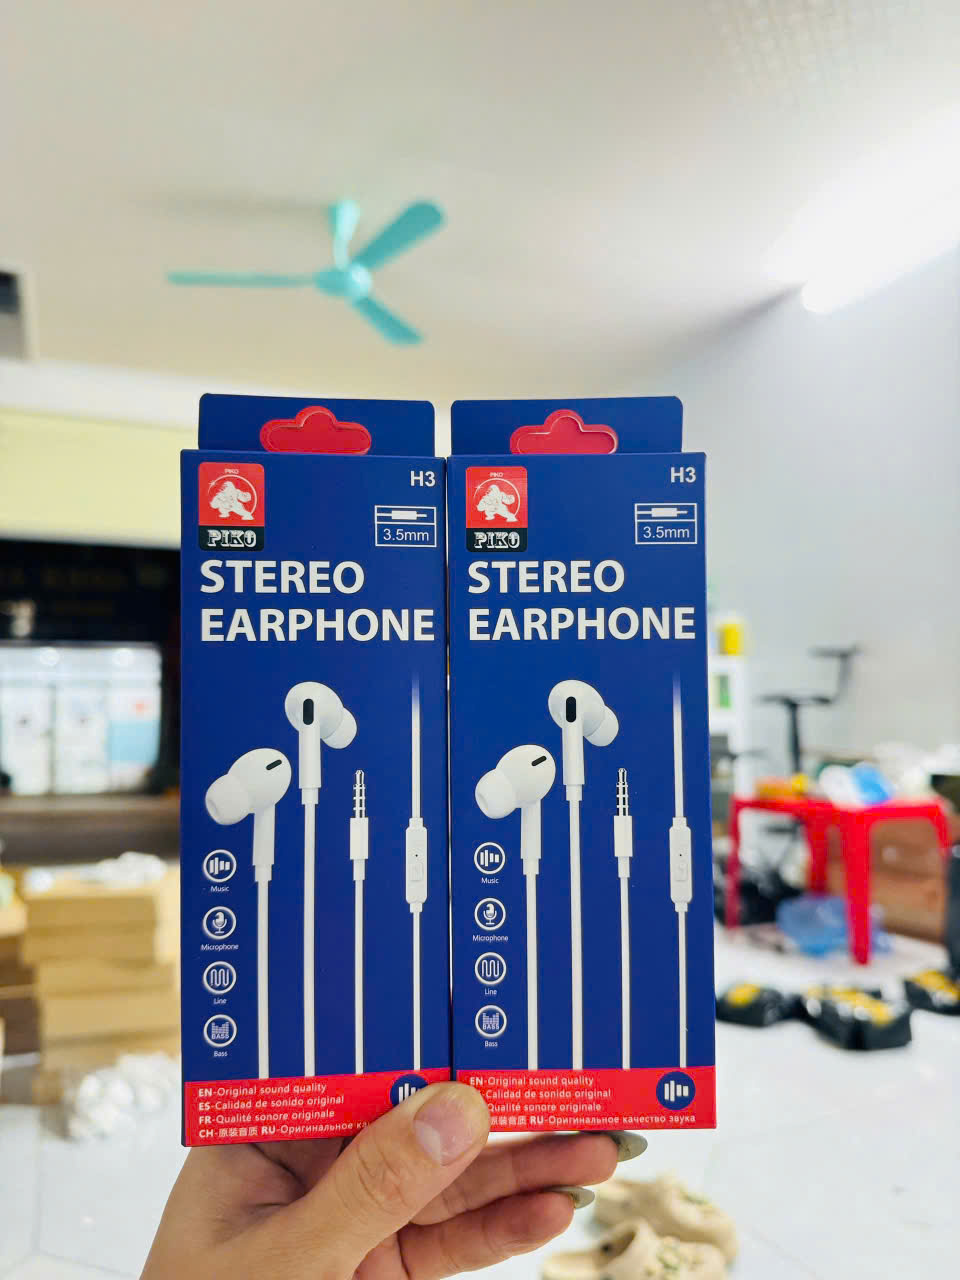 PIKO
PIKO
H3
3.5mm
STEREO
EARPHONE
Music
Microphone
Line
BASS
Bass
EN-Original sound quality
ES-Calidad de sonido original
FR-Qualité sonore originale
CH-原装音质 RU-Оригинальное
PIKO
PIKO
H3
3.5mm
STEREO
EARPHONE
Music
Microphone
Line
BASS
Bass
EN-Original sound quality
-Calidad de sonido original
Qualité sonore originale
原装音质 RU-Оригинальное качество звука